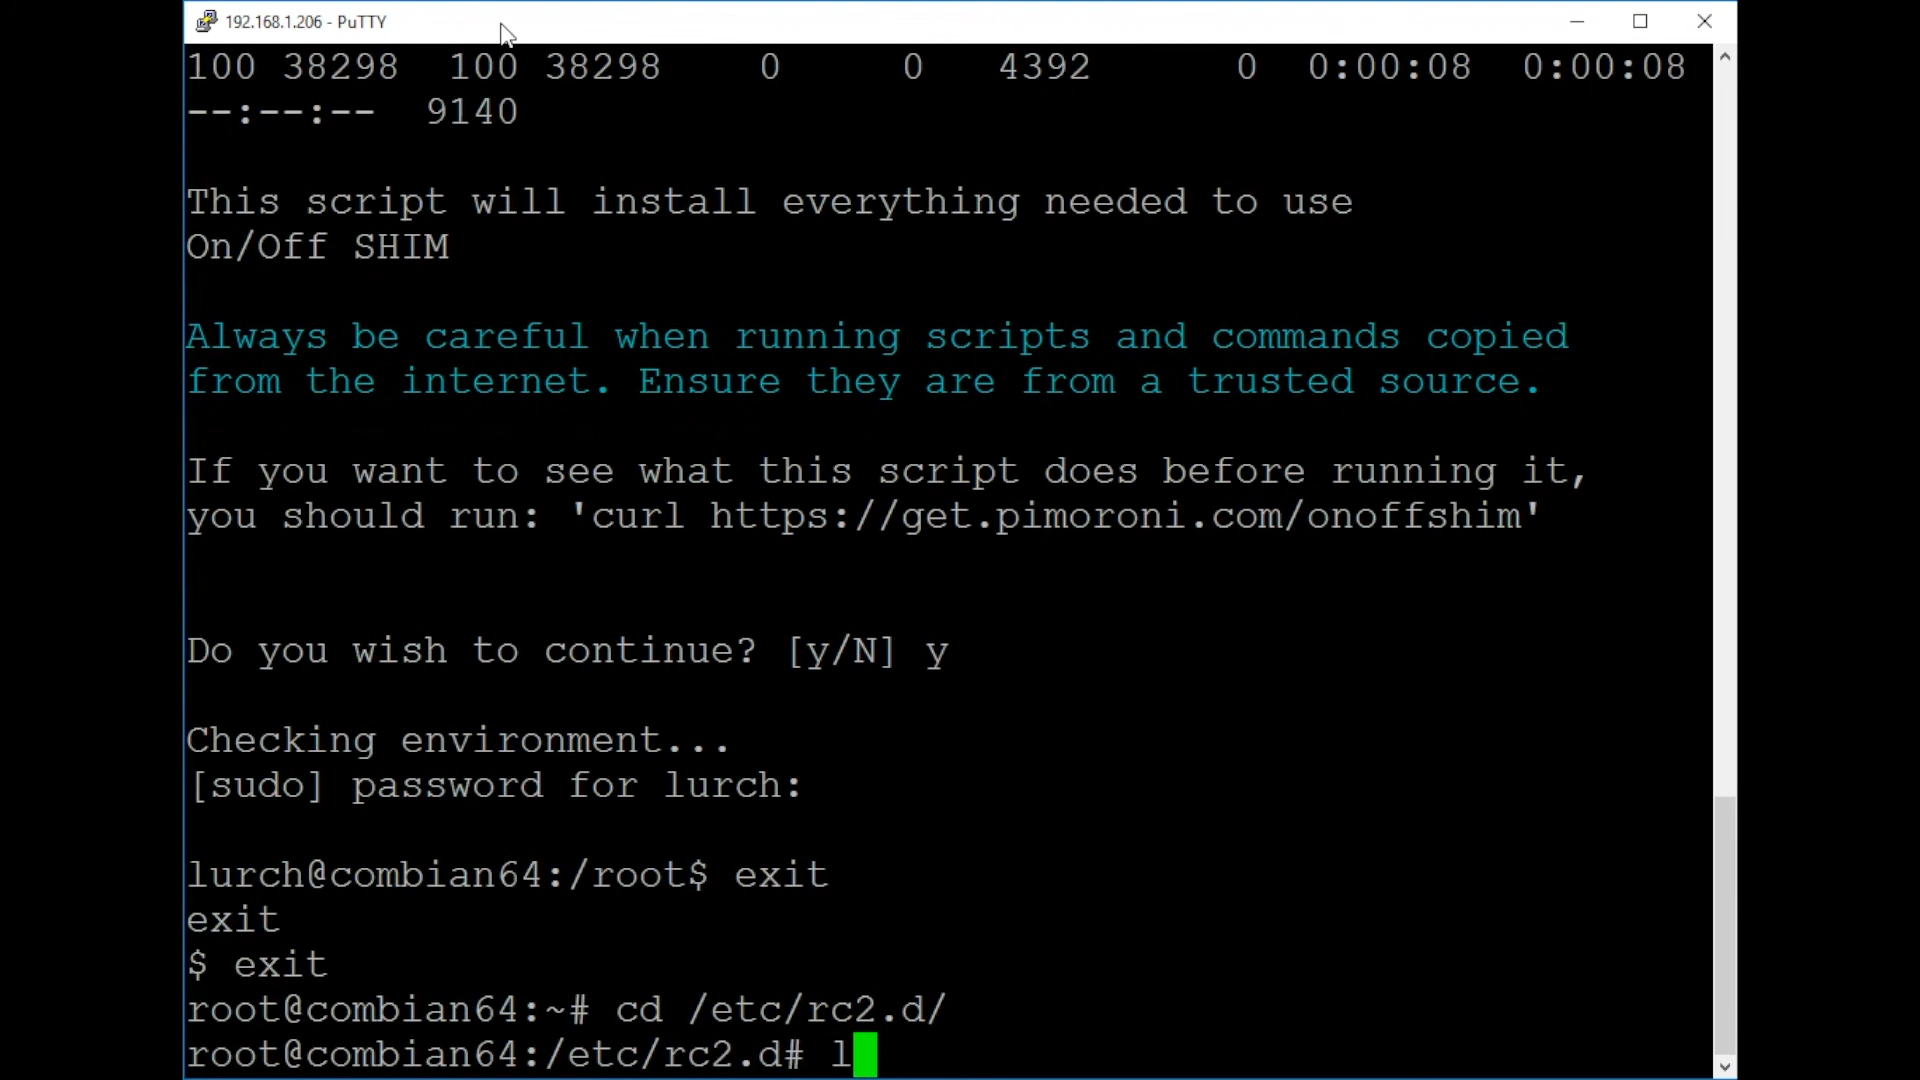 192.168.1.206 - PuTTY
100 38298 100 38298 0 0 4392 0 0:00:08 0:00:08
--:--:-- 9140
This script will install everything needed to use
On/Off SHIM
Always be careful when running scripts and commands copied
from the internet. Ensure they are from a trusted source.
If you want to see what this script does before running it,
you should run: 'curl https://get.pimoroni.com/onoffshim'
Do you wish to continue? [y/N] y
Checking environment...
[sudo] password for lurch:
lurch@combian64:/root$ exit
exit
$ exit
root@combian64:~# cd /etc/rc2.d/
root@combian64:/etc/rc2.d# l